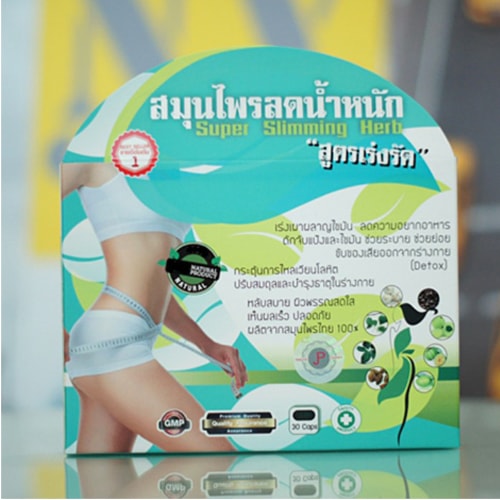 สมุนไพรลดน้ำหนัก
Super Slimming Herb
"สูตรเร่งรัด"
1
เร่งเผาผลาญไขมัน ลดความอยากอาหาร
ดักจับแป้งและไขมัน ช่วยระบาย ช่วยย่อย
ขับของเสียออกจากร่างกาย
(Detox)
กระตุ้นการไหลเวียนโลหิต
ปรับสมดุลและบำรุงธาตุในร่างกาย
หลับสบาย ผิวพรรณสดใส
เห็นผลเร็ว ปลอดภัย
ผลิตจากสมุนไพรไทย 100%
NATURAL PRODUCT
NATURAL
JP
GMP
Premium Quality
Quality Assurance
Assurance
30 Caps